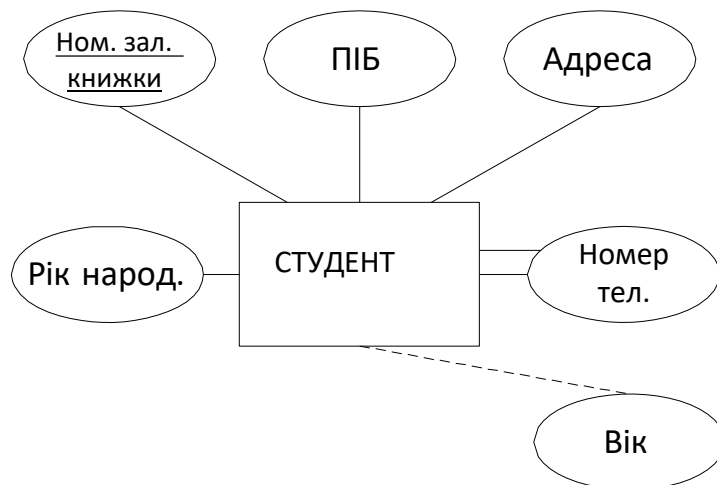 Ном. зал.
книжки
ПІБ
Адреса
Рік народ.
СТУДЕНТ
Номер
тел.
Вік